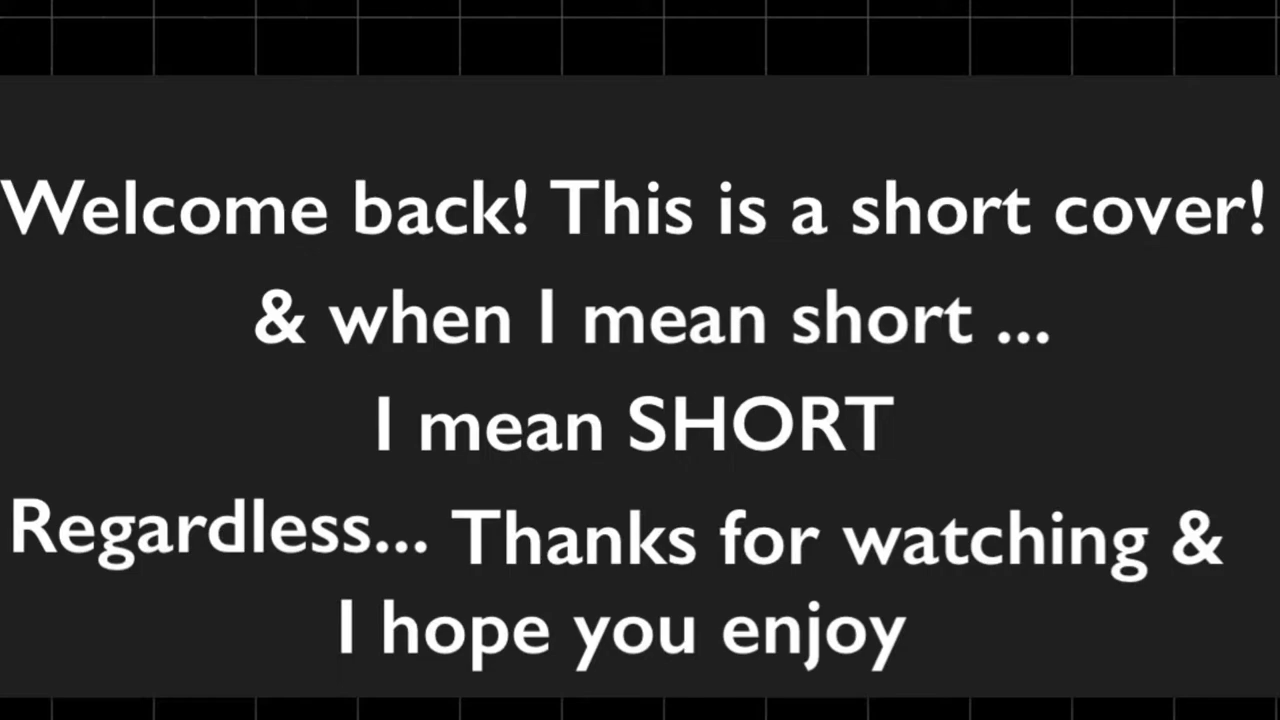 Welcome back! This is a short cover!
& when I mean short ...
I mean SHORT
Regardless... Thanks for watching &
I hope you enjoy